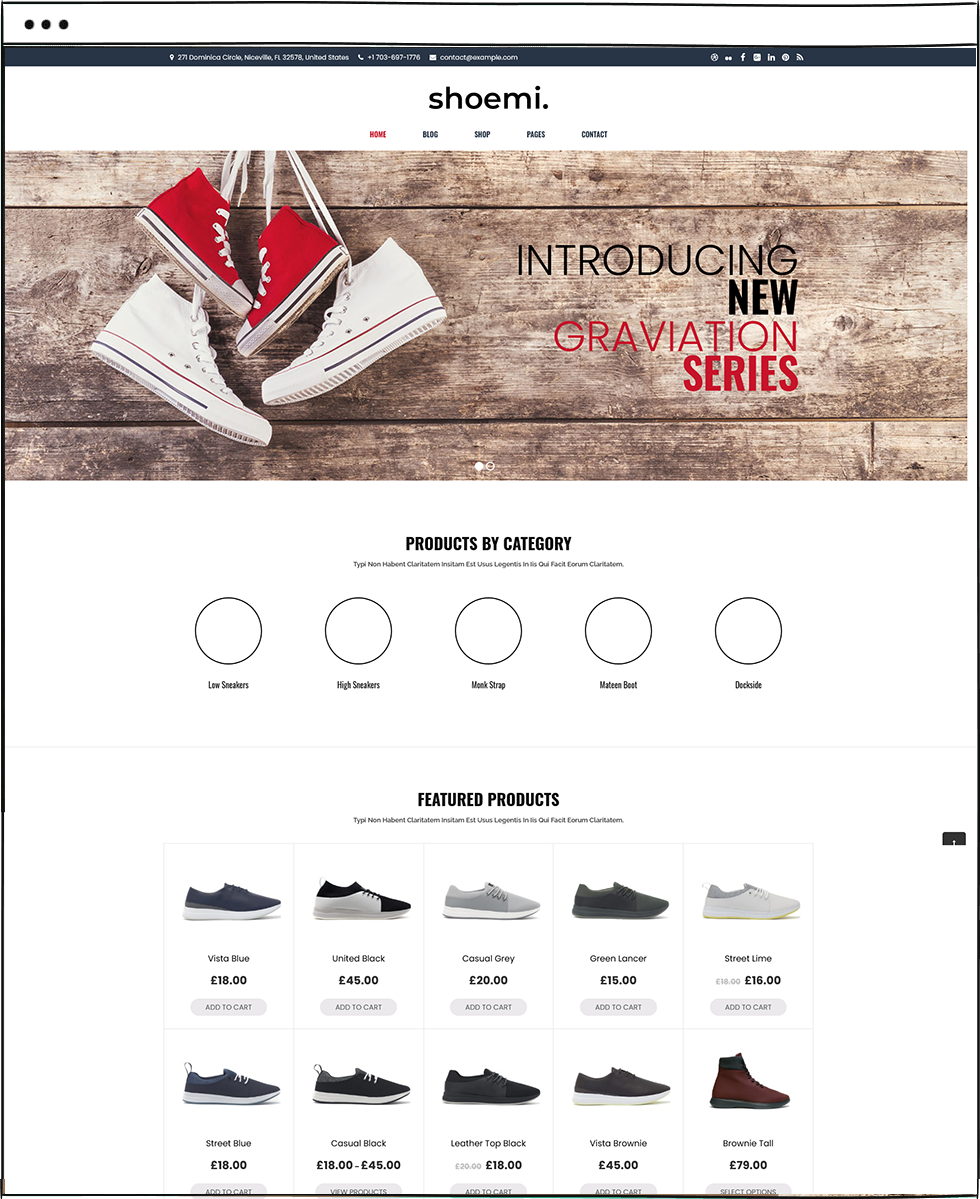 271 Dominica Circle, Niceville, FL 32578, United States +1 703-697-1776 contact@example.com
shoemi.
HOME BLOG SHOP PAGES CONTACT
INTRODUCING
NEW
GRAVIATION
SERIES
PRODUCTS BY CATEGORY
Typi Non Habent Claritatem Insitam Est Usus Legentis In Iis Qui Facit Eorum Claritatem.
Low Sneakers High Sneakers Monk Strap Mateen Boot Dockside
FEATURED PRODUCTS
Typi Non Habent Claritatem Insitam Est Usus Legentis In Iis Qui Facit Eorum Claritatem.
Vista Blue United Black Casual Grey Green Lancer Street Lime
£18.00 £45.00 £20.00 £15.00 £18.00 £16.00
ADD TO CART ADD TO CART ADD TO CART ADD TO CART ADD TO CART
Street Blue Casual Black Leather Top Black Vista Brownie Brownie Tall
£18.00 £18.00 – £45.00 £20.00 £18.00 £45.00 £79.00
ADD TO CART VIEW PRODUCTS ADD TO CART ADD TO CART SELECT OPTIONS